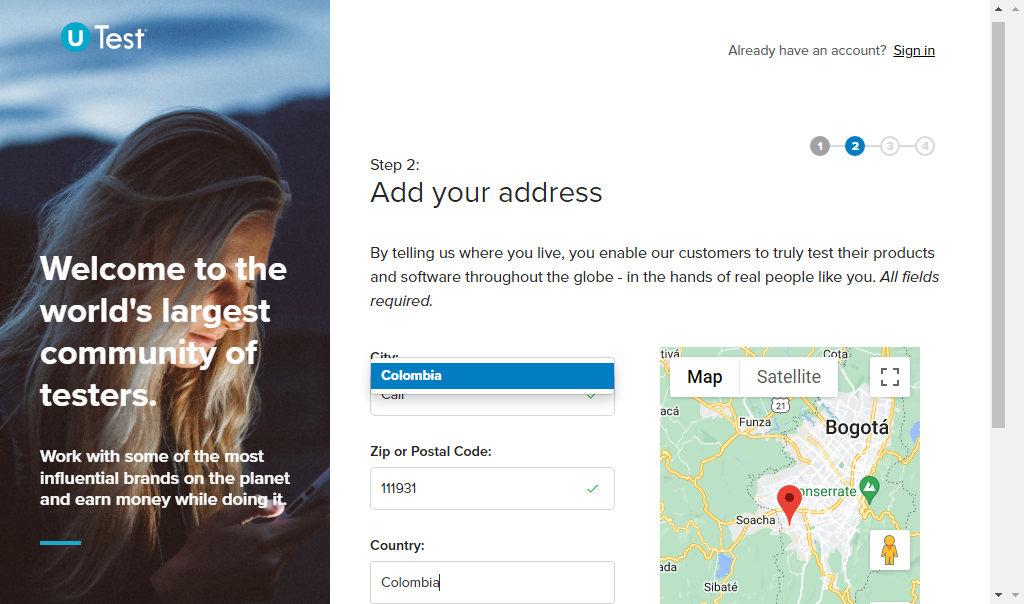 U Test
Already have an account? Sign in
1 2 3 4
Step 2:
Add your address
By telling us where you live, you enable our customers to truly test their products
and software throughout the globe - in the hands of real people like you. All fields
required.
Welcome to the
world's largest
community of
testers.
Work with some of the most
influential brands on the planet
and earn money while doing it.
City:
Colombia
Cali
Zip or Postal Code:
111931
Country:
Colombia
Map Satellite
tivá
Cota
acá
21
Funza
Bogotá
onserrate
Soacha
ada
Sibaté